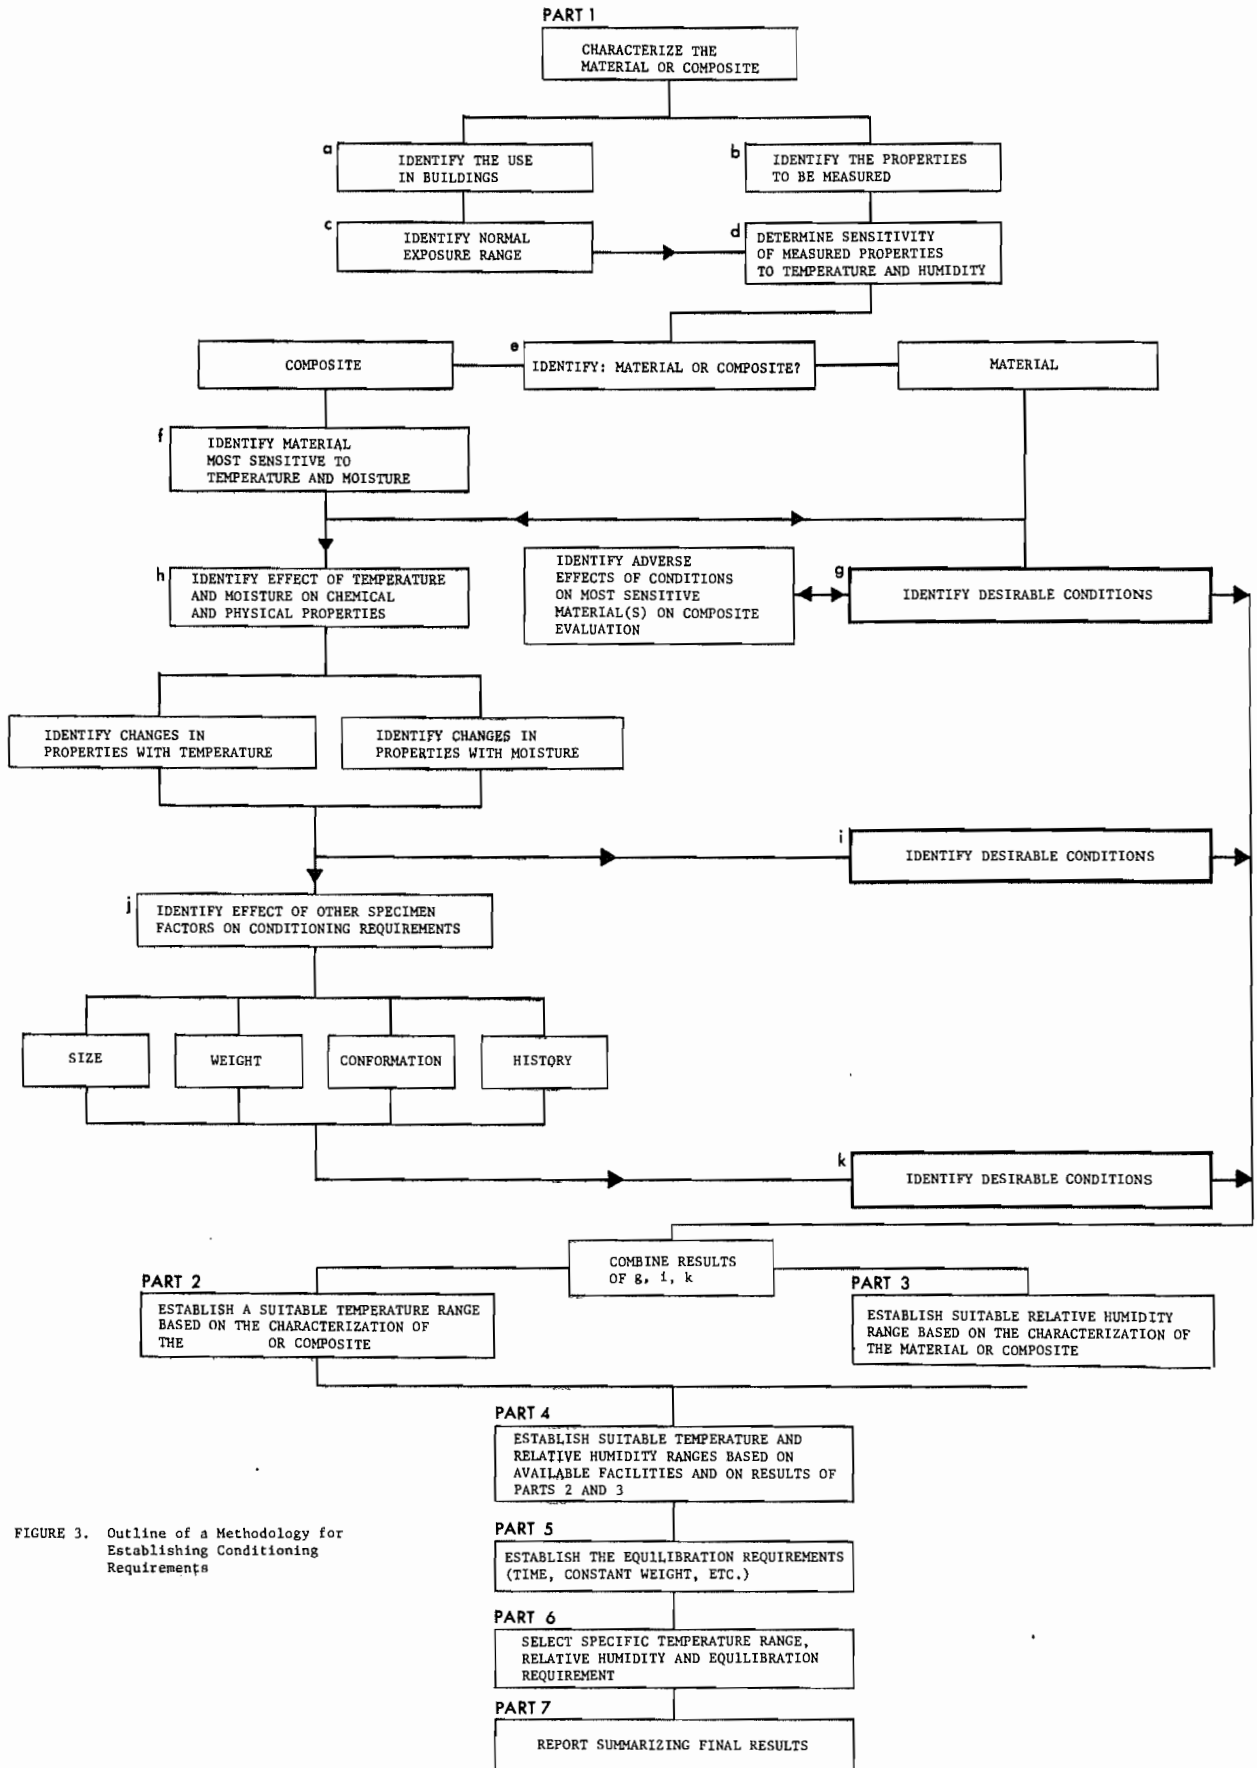 PART 1
CHARACTERIZE THE
MATERIAL OR COMPOSITE
a
IDENTIFY THE USE
IN BUILDINGS
b
IDENTIFY THE PROPERTIES
TO BE MEASURED
c
IDENTIFY NORMAL
EXPOSURE RANGE
d
DETERMINE SENSITIVITY
OF MEASURED PROPERTIES
TO TEMPERATURE AND HUMIDITY
COMPOSITE
e
IDENTIFY: MATERIAL OR COMPOSITE?
MATERIAL
f
IDENTIFY MATERIAL
MOST SENSITIVE TO
TEMPERATURE AND MOISTURE
h
IDENTIFY EFFECT OF TEMPERATURE
AND MOISTURE ON CHEMICAL
AND PHYSICAL PROPERTIES
IDENTIFY ADVERSE
EFFECTS OF CONDITIONS
ON MOST SENSITIVE
MATERIAL(S) ON COMPOSITE
EVALUATION
g
IDENTIFY DESIRABLE CONDITIONS
IDENTIFY CHANGES IN
PROPERTIES WITH TEMPERATURE
IDENTIFY CHANGES IN
PROPERTIES WITH MOISTURE
i
IDENTIFY DESIRABLE CONDITIONS
j
IDENTIFY EFFECT OF OTHER SPECIMEN
FACTORS ON CONDITIONING REQUIREMENTS
SIZE
WEIGHT
CONFORMATION
HISTORY
k
IDENTIFY DESIRABLE CONDITIONS
COMBINE RESULTS
OF g, i, k
PART 2
ESTABLISH A SUITABLE TEMPERATURE RANGE
BASED ON THE CHARACTERIZATION OF
THE OR COMPOSITE
PART 3
ESTABLISH SUITABLE RELATIVE HUMIDITY
RANGE BASED ON THE CHARACTERIZATION OF
THE MATERIAL OR COMPOSITE
PART 4
ESTABLISH SUITABLE TEMPERATURE AND
RELATIVE HUMIDITY RANGES BASED ON
AVAILABLE FACILITIES AND ON RESULTS OF
PARTS 2 AND 3
FIGURE 3. Outline of a Methodology for
Establishing Conditioning
Requirements
PART 5
ESTABLISH THE EQUILIBRATION REQUIREMENTS
(TIME, CONSTANT WEIGHT, ETC.)
PART 6
SELECT SPECIFIC TEMPERATURE RANGE,
RELATIVE HUMIDITY AND EQUILIBRATION
REQUIREMENT
PART 7
REPORT SUMMARIZING FINAL RESULTS